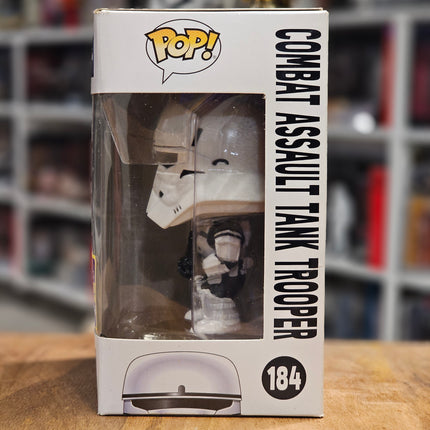 POP!
COMBAT ASSAULT TANK TROOPER
184